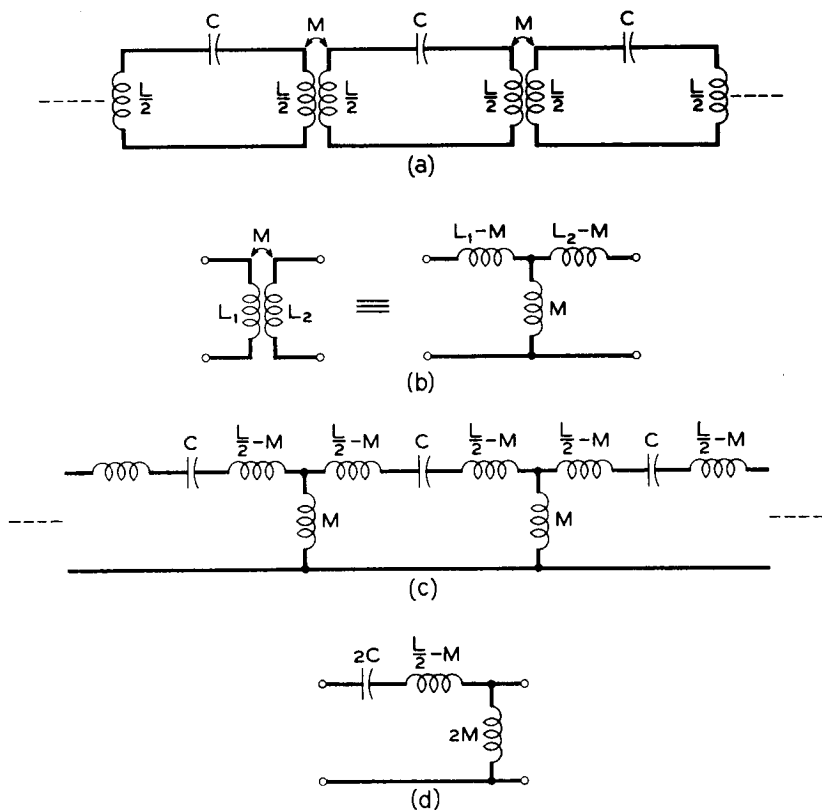 C M C M C
L/2 L/2 L/2 L/2 L/2 L/2
(a)
M L₁-M L₂-M
L₁ L₂ ≡ M
(b)
C L/2-M L/2-M C L/2-M L/2-M C L/2-M
M M
(c)
2C L/2-M
2M
(d)